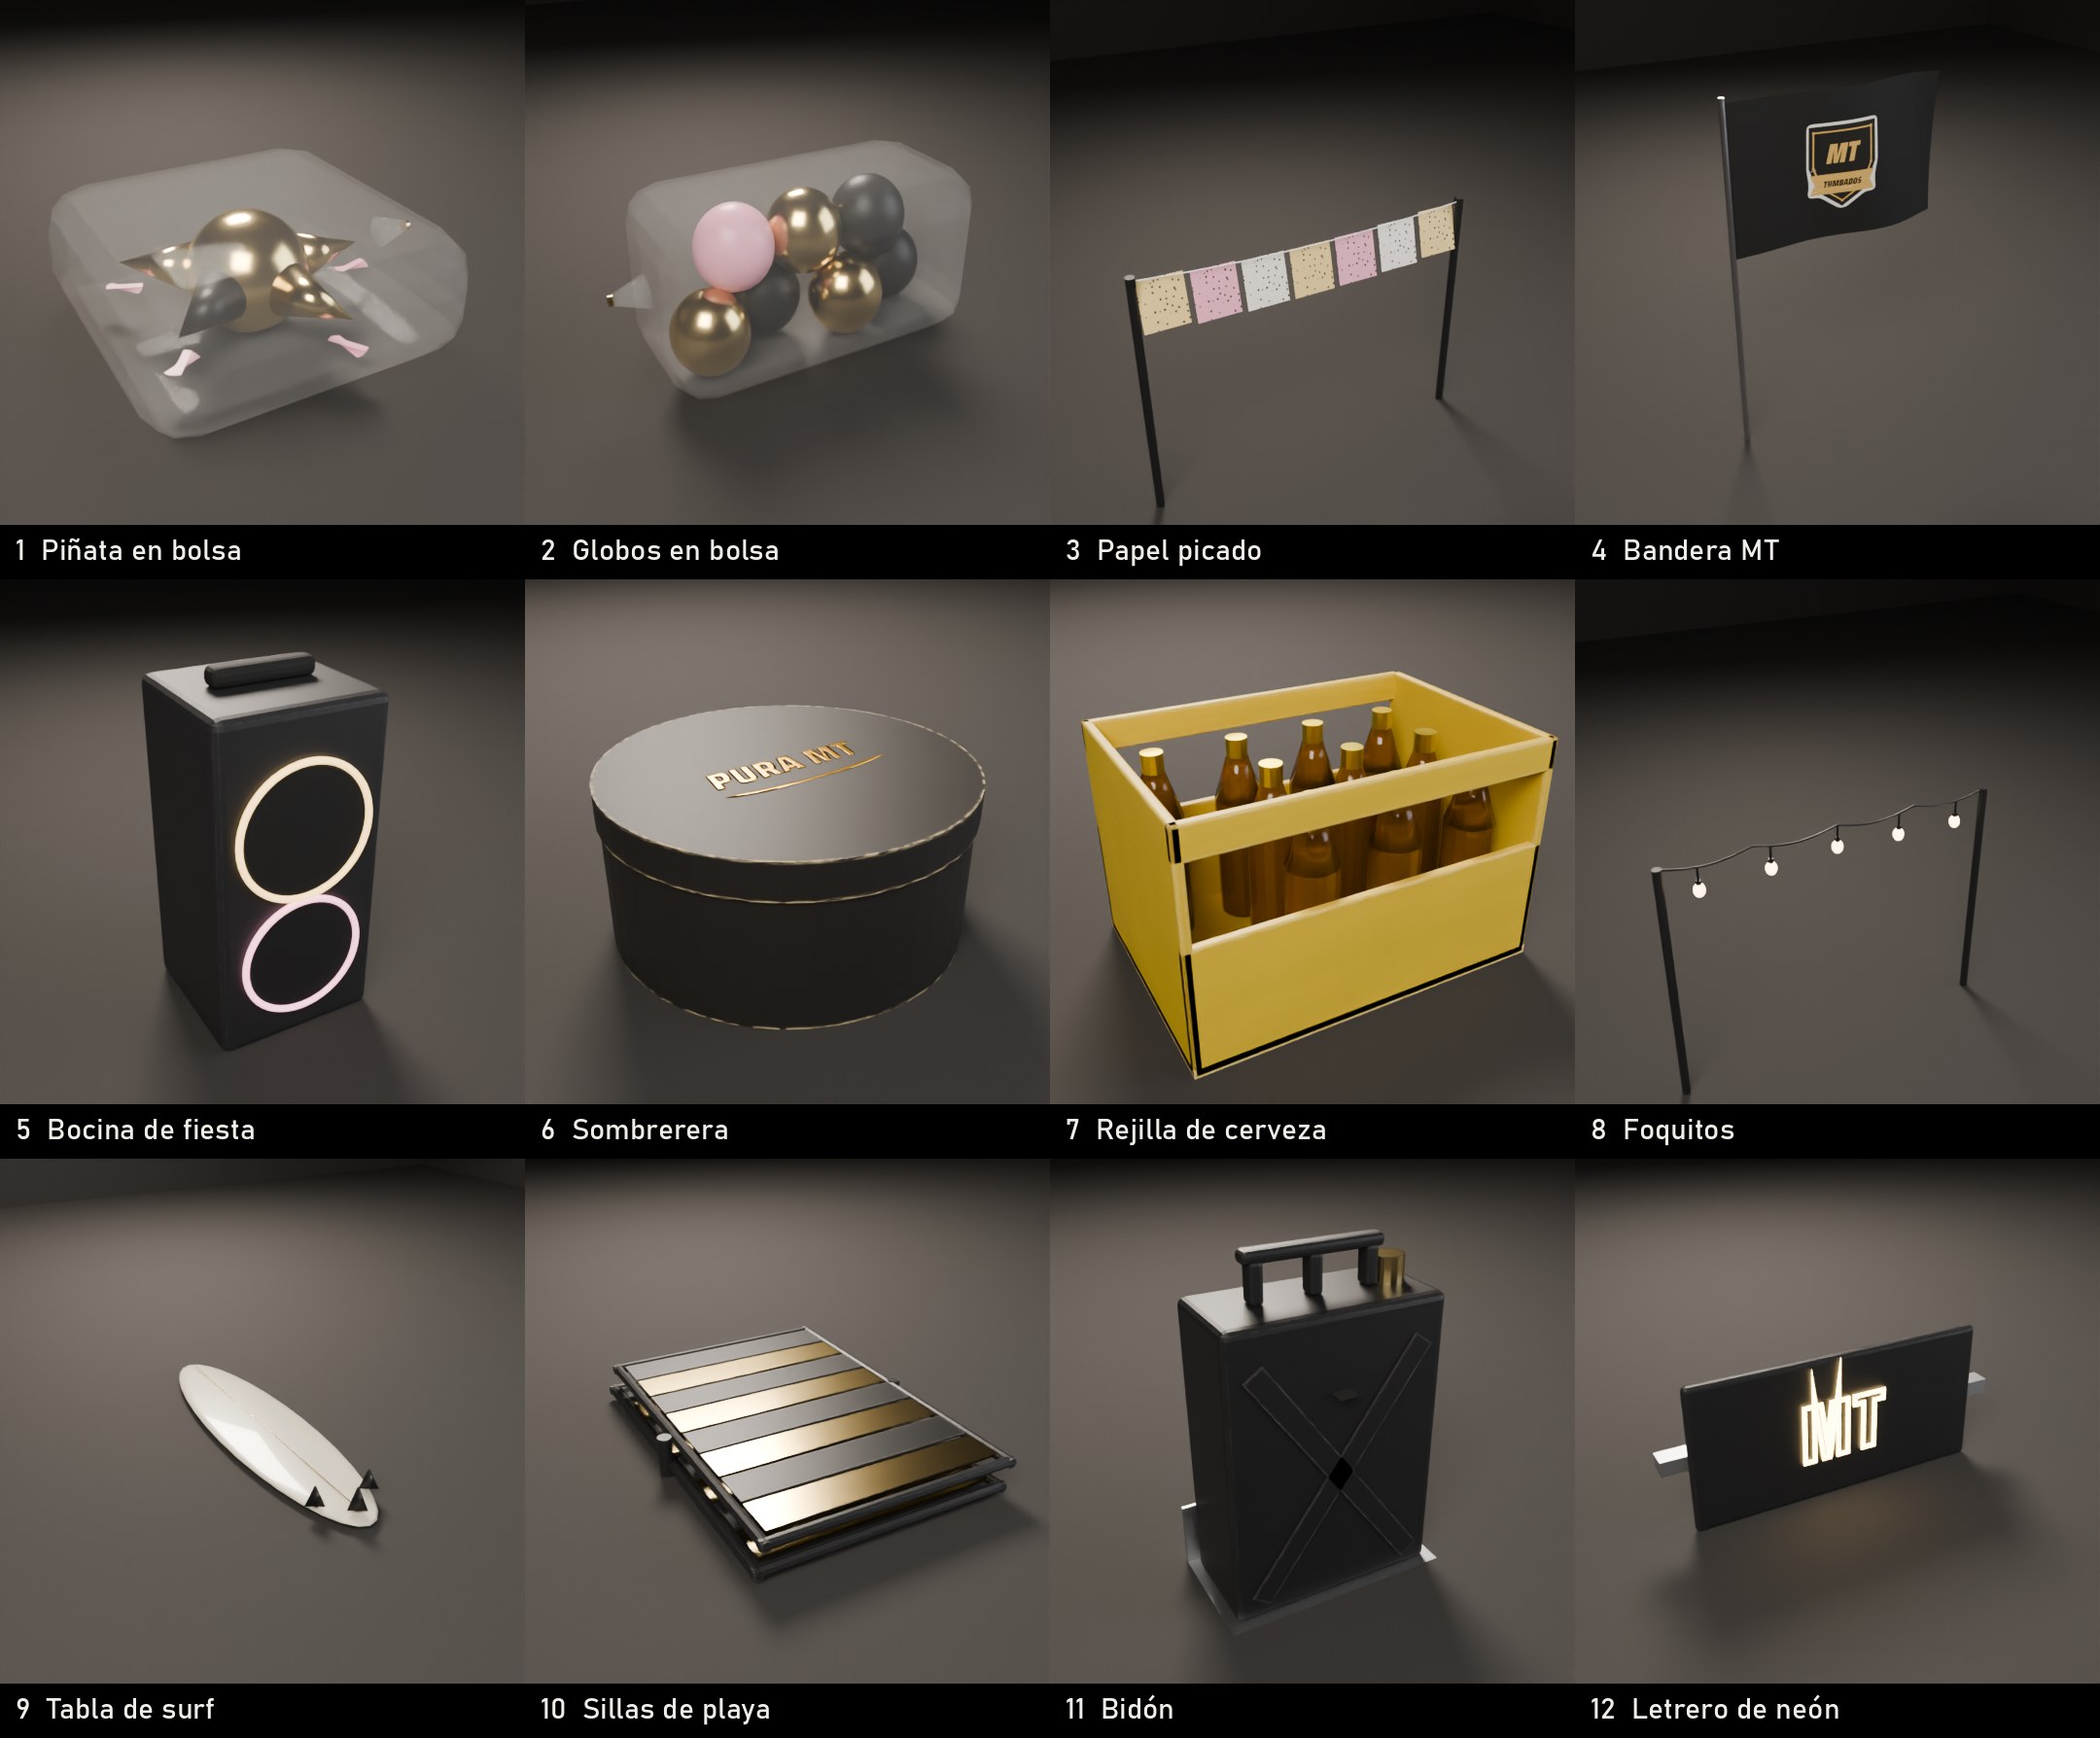 MT
TUMBADOS
1 Piñata en bolsa
2 Globos en bolsa
3 Papel picado
4 Bandera MT
PURA MT
5 Bocina de fiesta
6 Sombrerera
7 Rejilla de cerveza
8 Foquitos
MT
9 Tabla de surf
10 Sillas de playa
11 Bidón
12 Letrero de neón